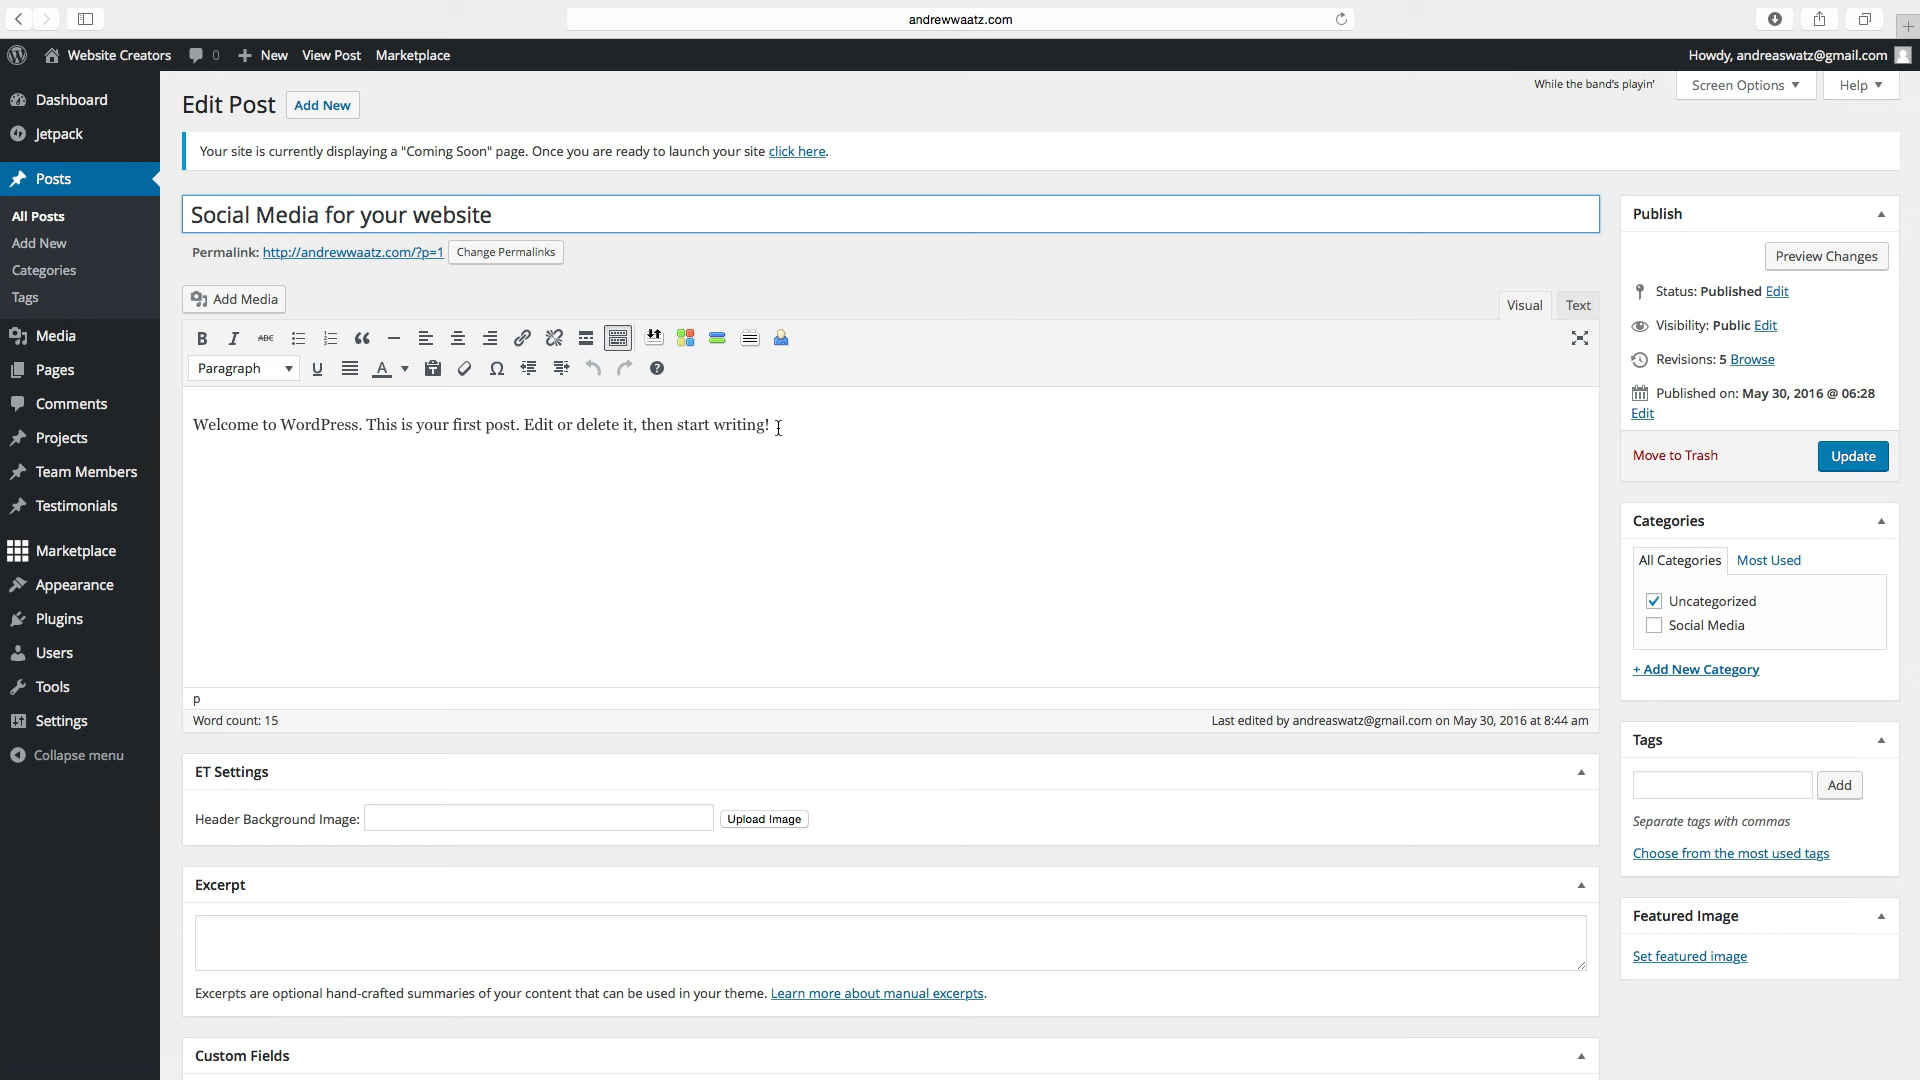 andrewwaatz.com
Website Creators
0
New
View Post
Marketplace
Howdy, andreaswatz@gmail.com
Dashboard
Jetpack
Posts
All Posts
Add New
Categories
Tags
Media
Pages
Comments
Projects
Team Members
Testimonials
Marketplace
Appearance
Plugins
Users
Tools
Settings
Collapse menu
While the band's playin'
Screen Options
Help
Edit Post
Add New
Your site is currently displaying a "Coming Soon" page. Once you are ready to launch your site click here.
Social Media for your website
Permalink: http://andrewwaatz.com/?p=1 Change Permalinks
Add Media
Visual
Text
B I ABC
Paragraph U A Ω ?
Welcome to WordPress. This is your first post. Edit or delete it, then start writing!
p
Word count: 15
Last edited by andreaswatz@gmail.com on May 30, 2016 at 8:44 am
ET Settings
Header Background Image:
Upload Image
Excerpt
Excerpts are optional hand-crafted summaries of your content that can be used in your theme. Learn more about manual excerpts.
Custom Fields
Publish
Preview Changes
Status: Published Edit
Visibility: Public Edit
Revisions: 5 Browse
Published on: May 30, 2016 @ 06:28
Edit
Move to Trash
Update
Categories
All Categories
Most Used
Uncategorized
Social Media
+ Add New Category
Tags
Add
Separate tags with commas
Choose from the most used tags
Featured Image
Set featured image